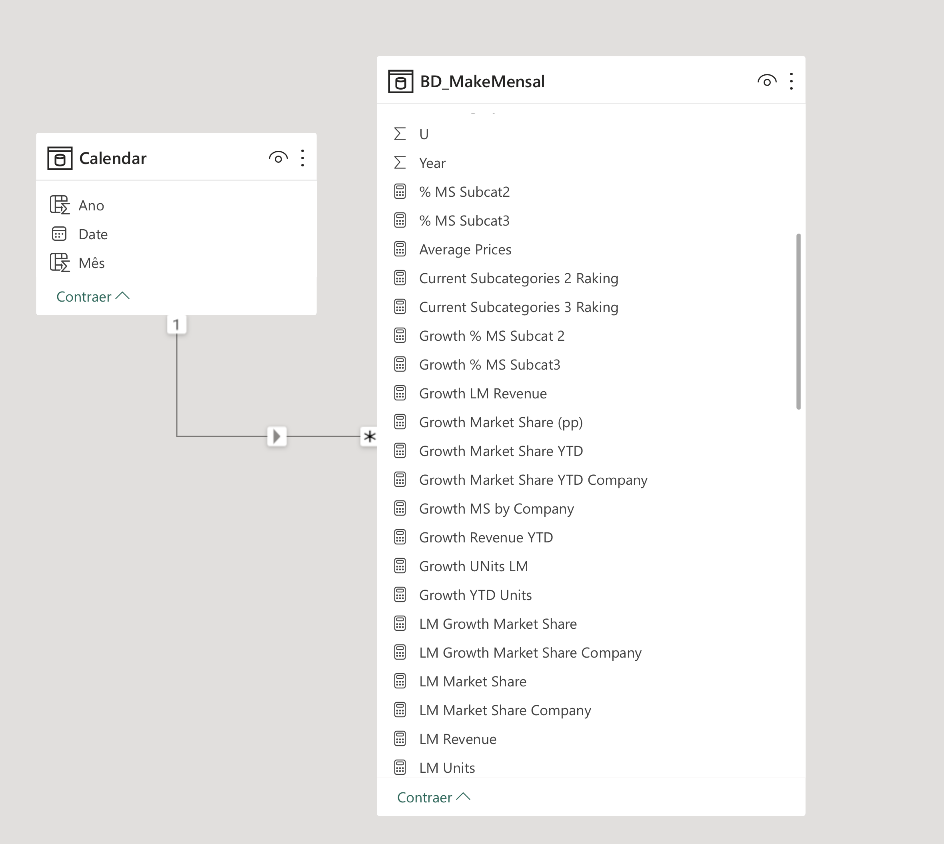 Calendar
Ano
Date
Mês
Contraer
1
*
BD_MakeMensal
U
Year
% MS Subcat2
% MS Subcat3
Average Prices
Current Subcategories 2 Raking
Current Subcategories 3 Raking
Growth % MS Subcat 2
Growth % MS Subcat3
Growth LM Revenue
Growth Market Share (pp)
Growth Market Share YTD
Growth Market Share YTD Company
Growth MS by Company
Growth Revenue YTD
Growth UNits LM
Growth YTD Units
LM Growth Market Share
LM Growth Market Share Company
LM Market Share
LM Market Share Company
LM Revenue
LM Units
Contraer